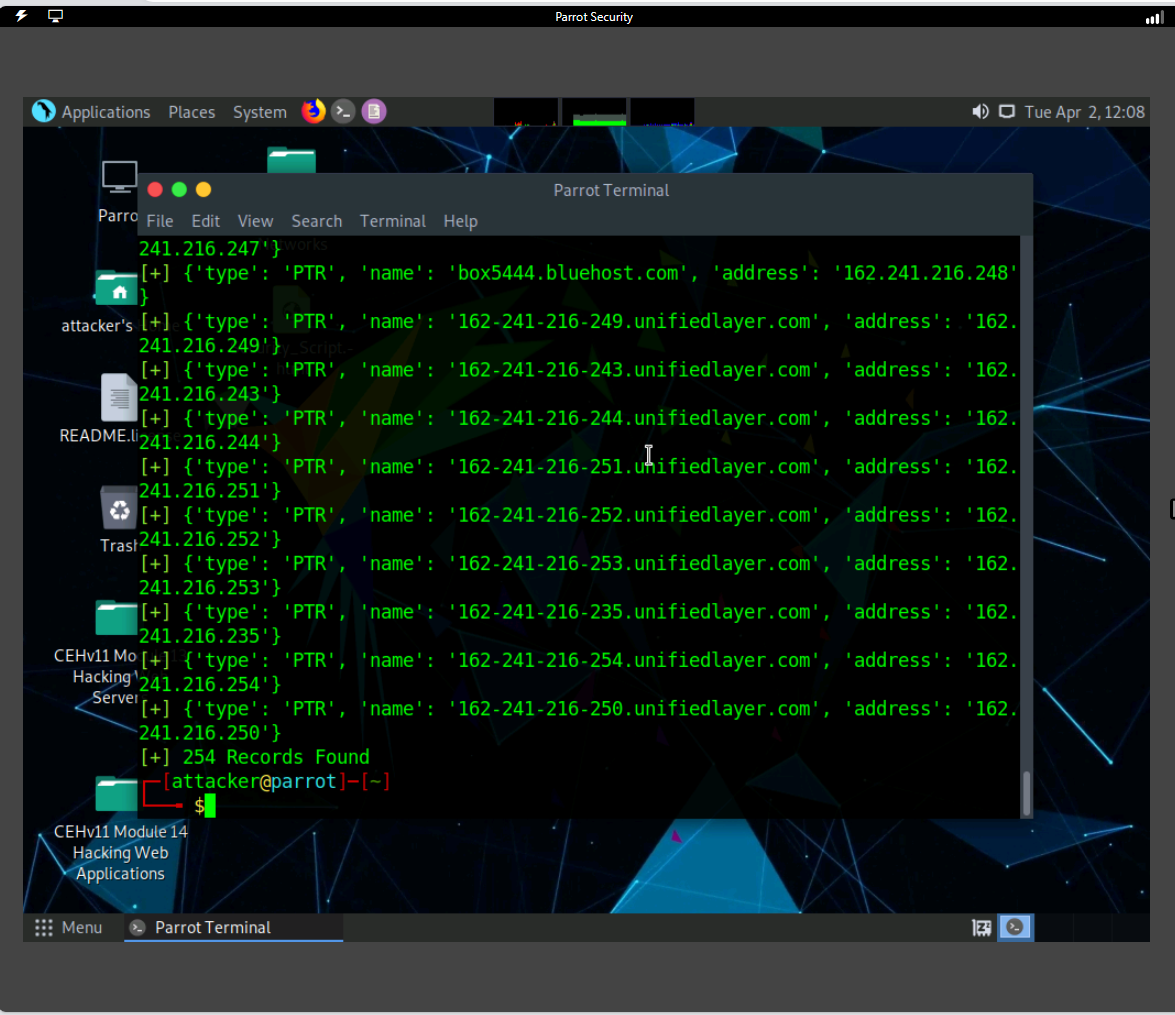 Parrot Security
Applications Places System
Tue Apr 2, 12:08
Parrot Terminal
Parro
File Edit View Search Terminal Help
241.216.247'}
[+] {'type': 'PTR', 'name': 'box5444.bluehost.com', 'address': '162.241.216.248'
}
attacker's
[+] {'type': 'PTR', 'name': '162-241-216-249.unifiedlayer.com', 'address': '162.
241.216.249'}
[+] {'type': 'PTR', 'name': '162-241-216-243.unifiedlayer.com', 'address': '162.
241.216.243'}
[+] {'type': 'PTR', 'name': '162-241-216-244.unifiedlayer.com', 'address': '162.
README.li
241.216.244'}
[+] {'type': 'PTR', 'name': '162-241-216-251.unifiedlayer.com', 'address': '162.
241.216.251'}
[+] {'type': 'PTR', 'name': '162-241-216-252.unifiedlayer.com', 'address': '162.
241.216.252'}
Trash
[+] {'type': 'PTR', 'name': '162-241-216-253.unifiedlayer.com', 'address': '162.
241.216.253'}
[+] {'type': 'PTR', 'name': '162-241-216-235.unifiedlayer.com', 'address': '162.
241.216.235'}
CEHv11 Mo
Hacking
Server
[+] {'type': 'PTR', 'name': '162-241-216-254.unifiedlayer.com', 'address': '162.
241.216.254'}
[+] {'type': 'PTR', 'name': '162-241-216-250.unifiedlayer.com', 'address': '162.
241.216.250'}
[+] 254 Records Found
[attacker@parrot]-[~]
$
CEHv11 Module 14
Hacking Web
Applications
Menu
Parrot Terminal